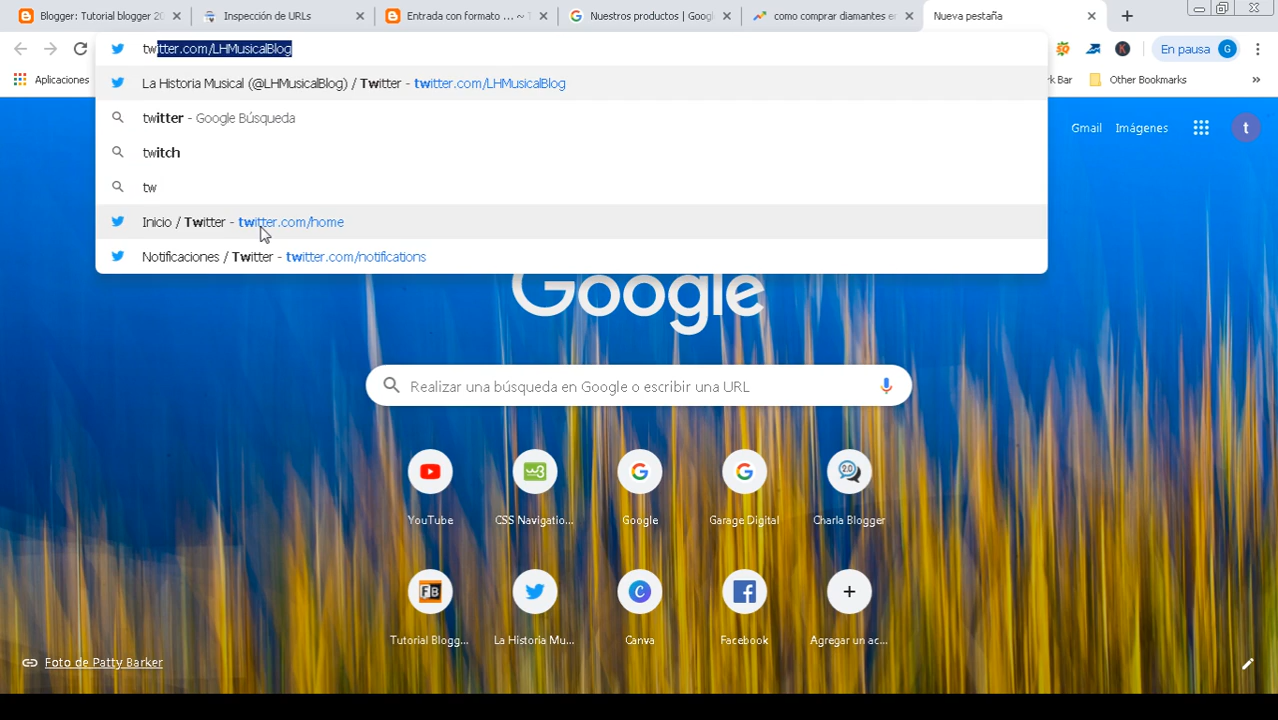 Blogger: Tutorial blogger 20
Inspección de URLs
Entrada con formato ... ~ T
Nuestros productos | Googl
como comprar diamantes en
Nueva pestaña
twitter.com/LHMusicalBlog
En pausa G
Aplicaciones
La Historia Musical (@LHMusicalBlog) / Twitter - twitter.com/LHMusicalBlog
rk Bar
Other Bookmarks
twitter - Google Búsqueda
twitch
tw
Inicio / Twitter - twitter.com/home
Notificaciones / Twitter - twitter.com/notifications
Gmail Imágenes t
Google
Realizar una búsqueda en Google o escribir una URL
YouTube
CSS Navigatio...
Google
Garage Digital
Charla Blogger
Tutorial Blogg...
La Historia Mu...
Canva
Facebook
Agregar un ac...
Foto de Patty Barker